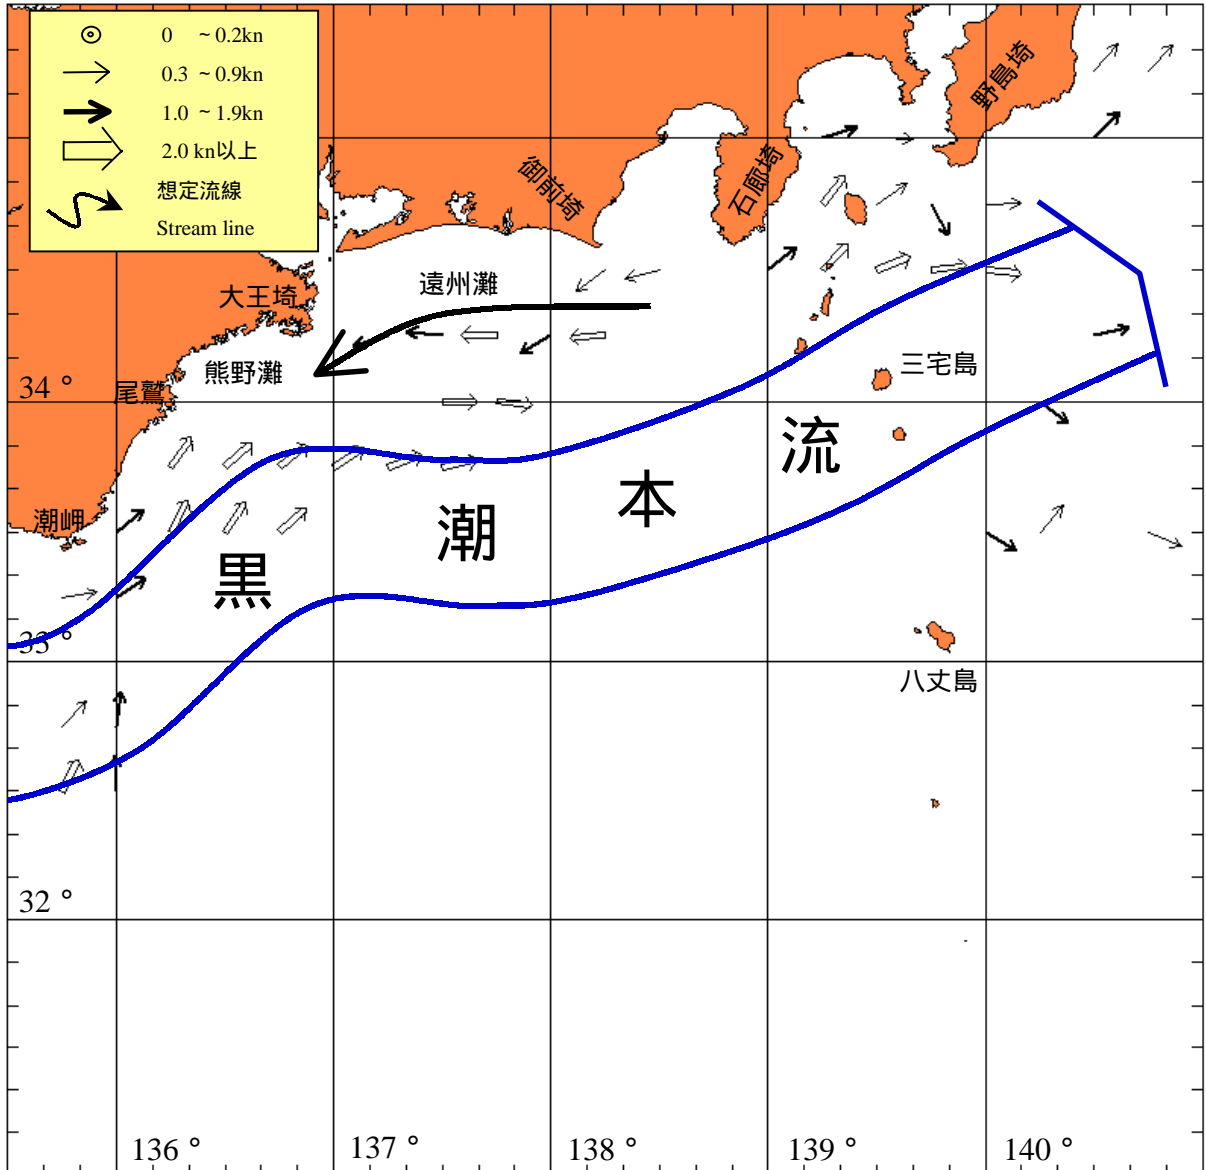 0 ~0.2kn
0.3 ~0.9kn
1.0 ~1.9kn
2.0 kn以上
想定流線
Stream line
野島埼
石廊埼
御前埼
遠州灘
大王埼
熊野灘
尾鷲
潮岬
三宅島
八丈島
黒潮本流
34°
33°
32°
136° 137° 138° 139° 140°